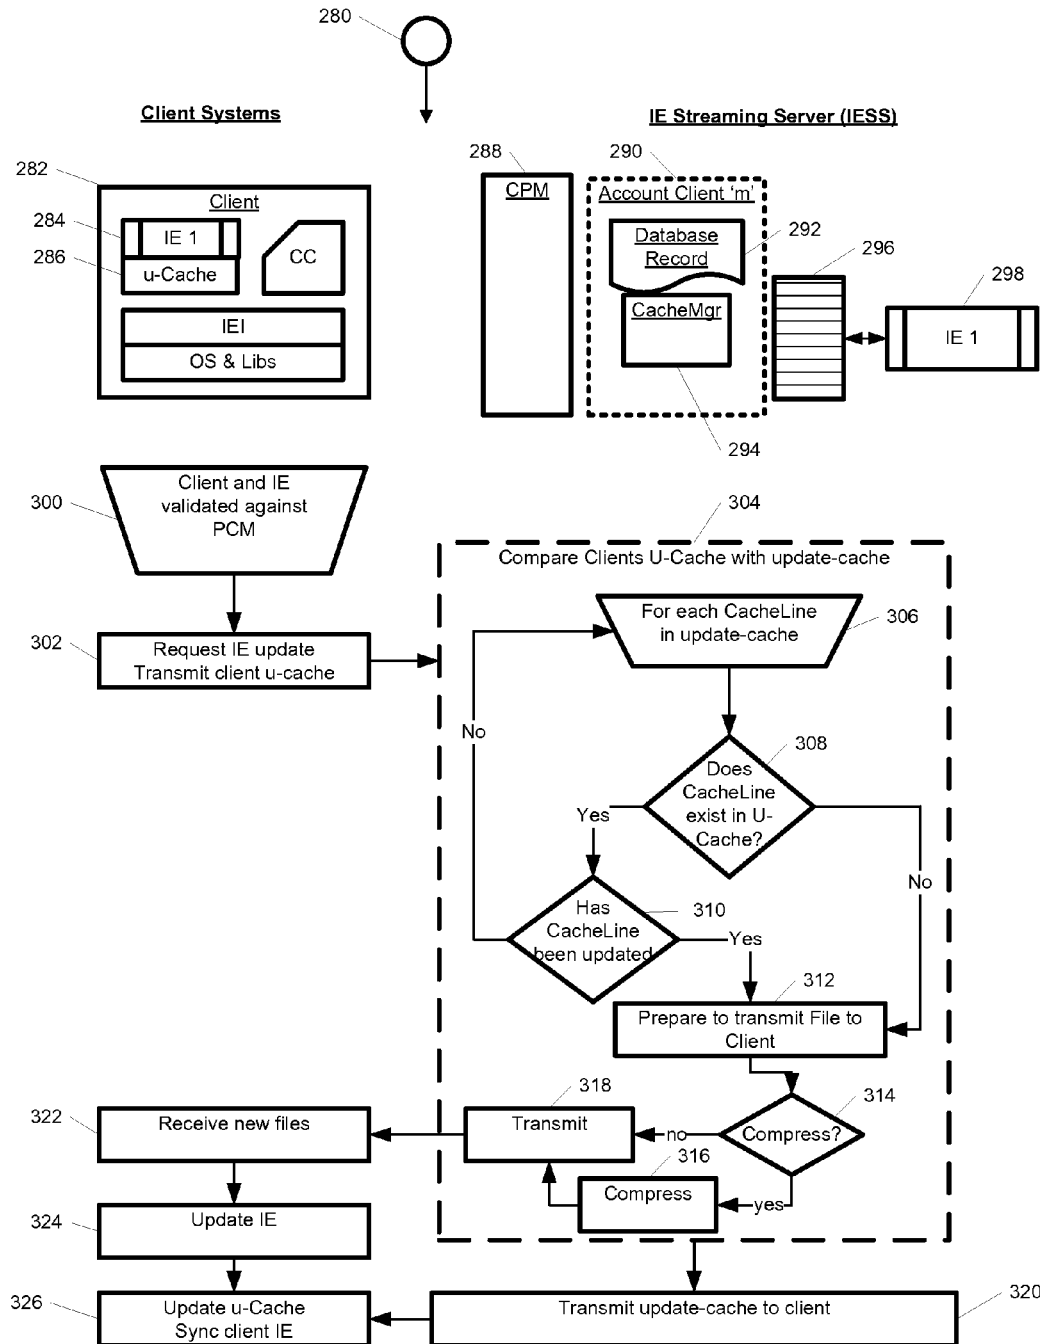 280
Client Systems
IE Streaming Server (IESS)
282
Client
284
IE 1
286
u-Cache
CC
IEI
OS & Libs
288
CPM
290
Account Client 'm'
Database
Record
292
CacheMgr
294
296
298
IE 1
300
Client and IE
validated against
PCM
302
Request IE update
Transmit client u-cache
304
Compare Clients U-Cache with update-cache
For each CacheLine
in update-cache
306
No
308
Does
CacheLine
exist in U-
Cache?
Yes
No
310
Has
CacheLine
been updated
Yes
312
Prepare to transmit File to
Client
314
Compress?
318
Transmit
no
316
Compress
yes
322
Receive new files
324
Update IE
326
Update u-Cache
Sync client IE
Transmit update-cache to client
320